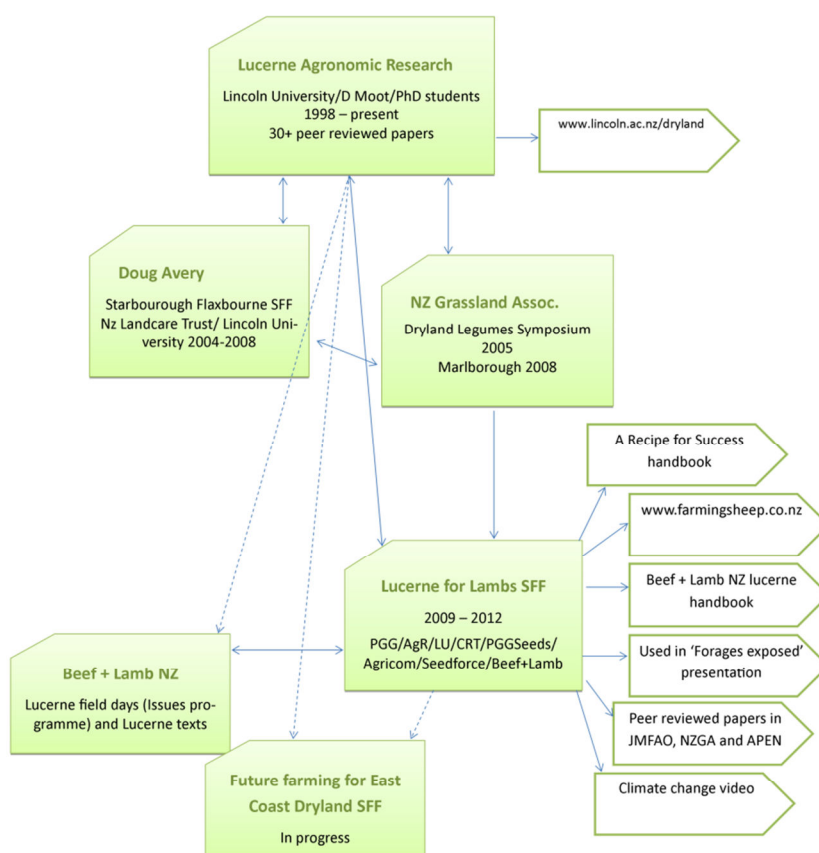 Lucerne Agronomic Research
Lincoln University/D Moot/PhD students
1998 – present
30+ peer reviewed papers
www.lincoln.ac.nz/dryland
Doug Avery
Starbourough Flaxbourne SFF
Nz Landcare Trust/ Lincoln Uni-
versity 2004-2008
NZ Grassland Assoc.
Dryland Legumes Symposium
2005
Marlborough 2008
A Recipe for Success
handbook
www.farmingsheep.co.nz
Lucerne for Lambs SFF
2009 – 2012
PGG/AgR/LU/CRT/PGGSeeds/
Agricom/Seedforce/Beef+Lamb
Beef + Lamb NZ lucerne
handbook
Used in ‘Forages exposed’
presentation
Peer reviewed papers in
JMFAO, NZGA and APEN
Climate change video
Beef + Lamb NZ
Lucerne field days (Issues pro-
gramme) and Lucerne texts
Future farming for East
Coast Dryland SFF
In progress